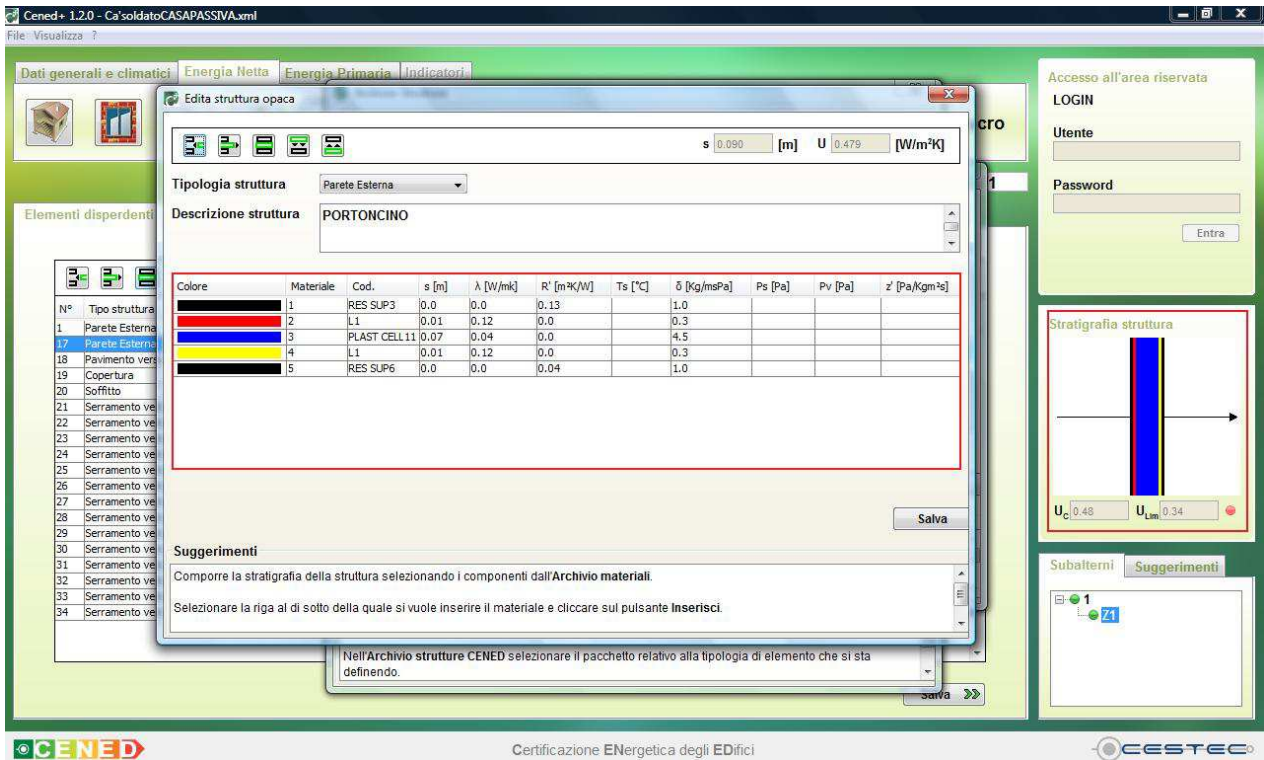 Cened+ 1.2.0 - Ca'soldatoCASAPASSIVA.xml
File Visualizza ?
Dati generali e climatici Energia Netta Energia Primaria Indicatori
Edita struttura opaca
cro
s 0.090 [m] U 0.479 [W/m²K]
Tipologia struttura Parete Esterna
1
Elementi disperdenti
Descrizione struttura PORTONCINO
Colore Materiale Cod. s [m] λ [W/mk] R' [m²K/W] Ts [°C] δ [Kg/msPa] Ps [Pa] Pv [Pa] z' [Pa/Kgm²s]
1 RES SUP3 0.0 0.0 0.13 1.0
2 L1 0.01 0.12 0.0 0.3
3 PLAST CELL11 0.07 0.04 0.0 4.5
4 L1 0.01 0.12 0.0 0.3
5 RES SUP6 0.0 0.0 0.04 1.0
N° Tipo struttura
1 Parete Esterna
17 Parete Esterna
18 Pavimento vers
19 Copertura
20 Soffitto
21 Serramento ve
22 Serramento ve
23 Serramento ve
24 Serramento ve
25 Serramento ve
26 Serramento ve
27 Serramento ve
28 Serramento ve
29 Serramento ve
30 Serramento ve
31 Serramento ve
32 Serramento ve
33 Serramento ve
34 Serramento ve
Salva
Suggerimenti
Comporre la stratigrafia della struttura selezionando i componenti dall'Archivio materiali.
Selezionare la riga al di sotto della quale si vuole inserire il materiale e cliccare sul pulsante Inserisci.
Nell'Archivio strutture CENED selezionare il pacchetto relativo alla tipologia di elemento che si sta
definendo.
Salva
Accesso all'area riservata
LOGIN
Utente
Password
Entra
Stratigrafia struttura
UC 0.48 ULim 0.34
Subalterni Suggerimenti
1
Z1
CENED
Certificazione ENergetica degli EDifici
CESTEC